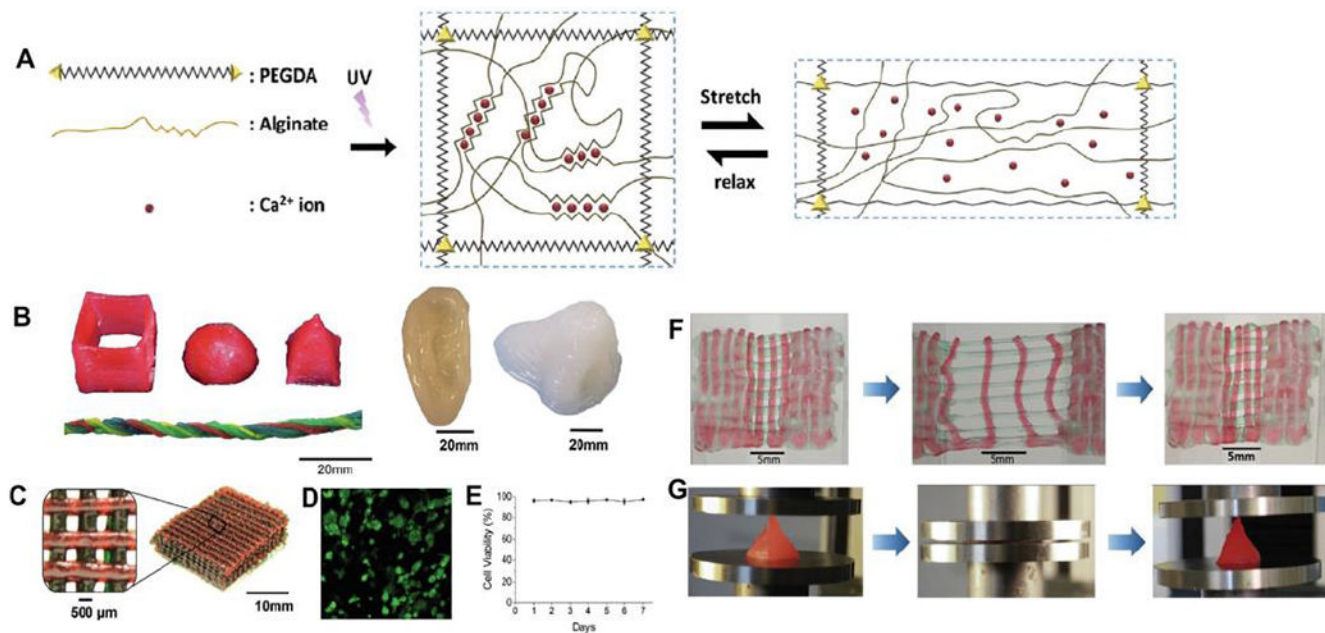 A
: PEGDA
: Alginate
: Ca²⁺ ion
UV
Stretch
relax
B
20mm
20mm
20mm
C
500 µm
10mm
D
E
Cell Viability (%)
100
80
60
40
20
0
0 1 2 3 4 5 6 7
Days
F
5mm
5mm
5mm
G